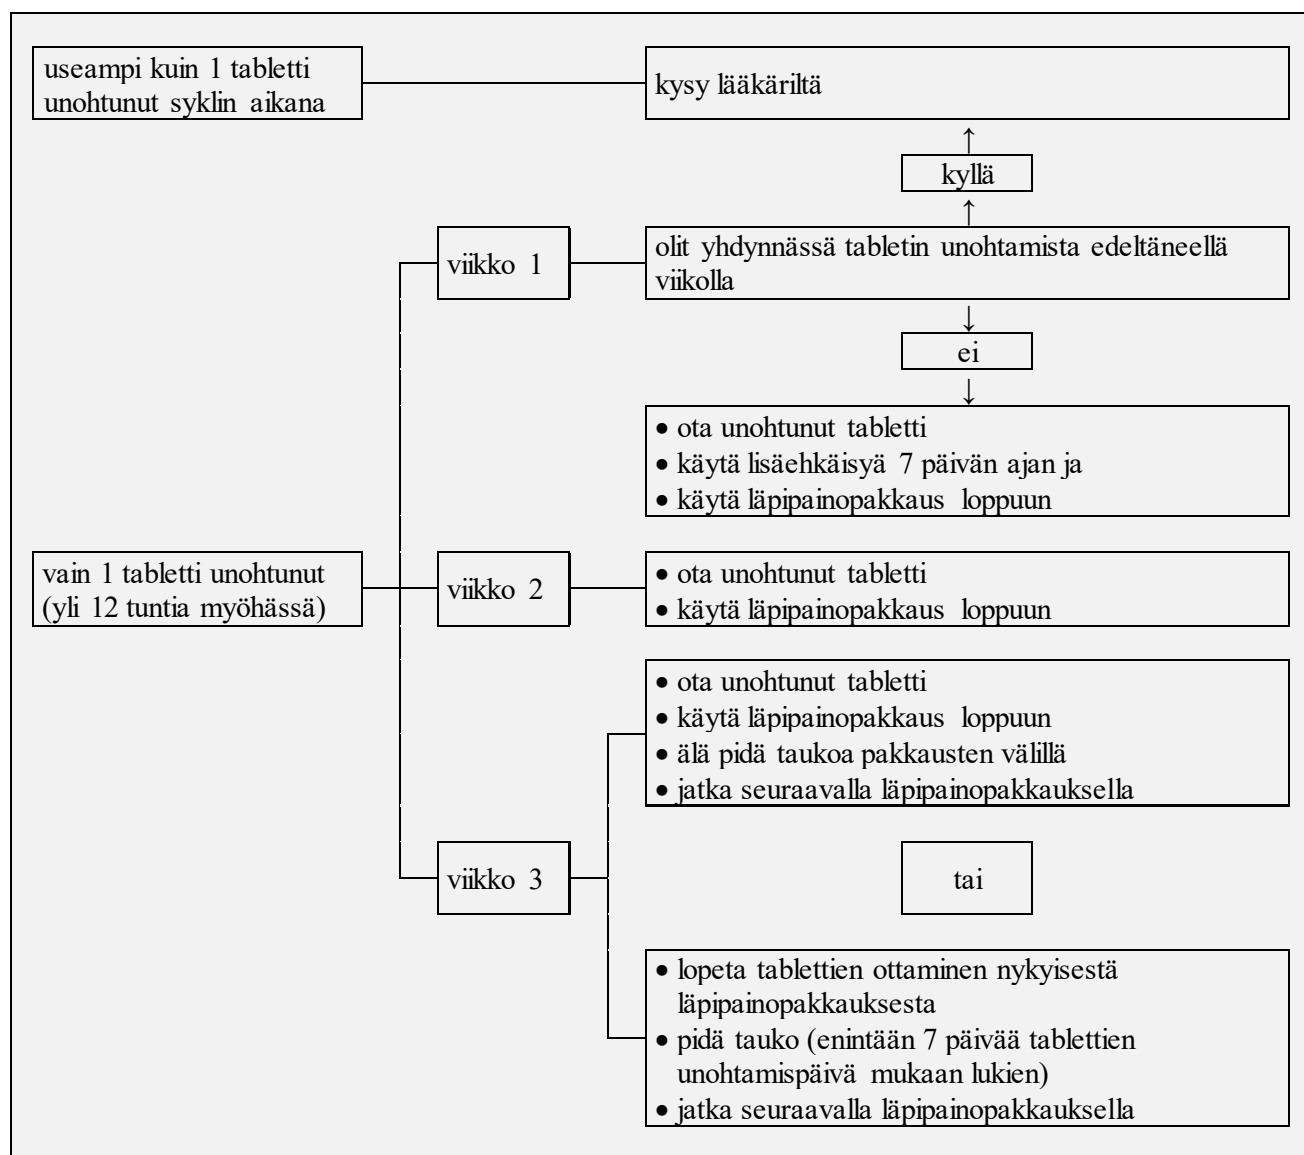 useampi kuin 1 tabletti
unohtunut syklin aikana
kysy lääkäriltä
↑
kyllä
↑
viikko 1
olit yhdynnässä tabletin unohtamista edeltäneellä
viikolla
↓
ei
↓
• ota unohtunut tabletti
• käytä lisäehkäisyä 7 päivän ajan ja
• käytä läpipainopakkaus loppuun
vain 1 tabletti unohtunut
(yli 12 tuntia myöhässä)
viikko 2
• ota unohtunut tabletti
• käytä läpipainopakkaus loppuun
• ota unohtunut tabletti
• käytä läpipainopakkaus loppuun
• älä pidä taukoa pakkausten välillä
• jatka seuraavalla läpipainopakkauksella
viikko 3
tai
• lopeta tablettien ottaminen nykyisestä
läpipainopakkauksesta
• pidä tauko (enintään 7 päivää tablettien
unohtamispäivä mukaan lukien)
• jatka seuraavalla läpipainopakkauksella